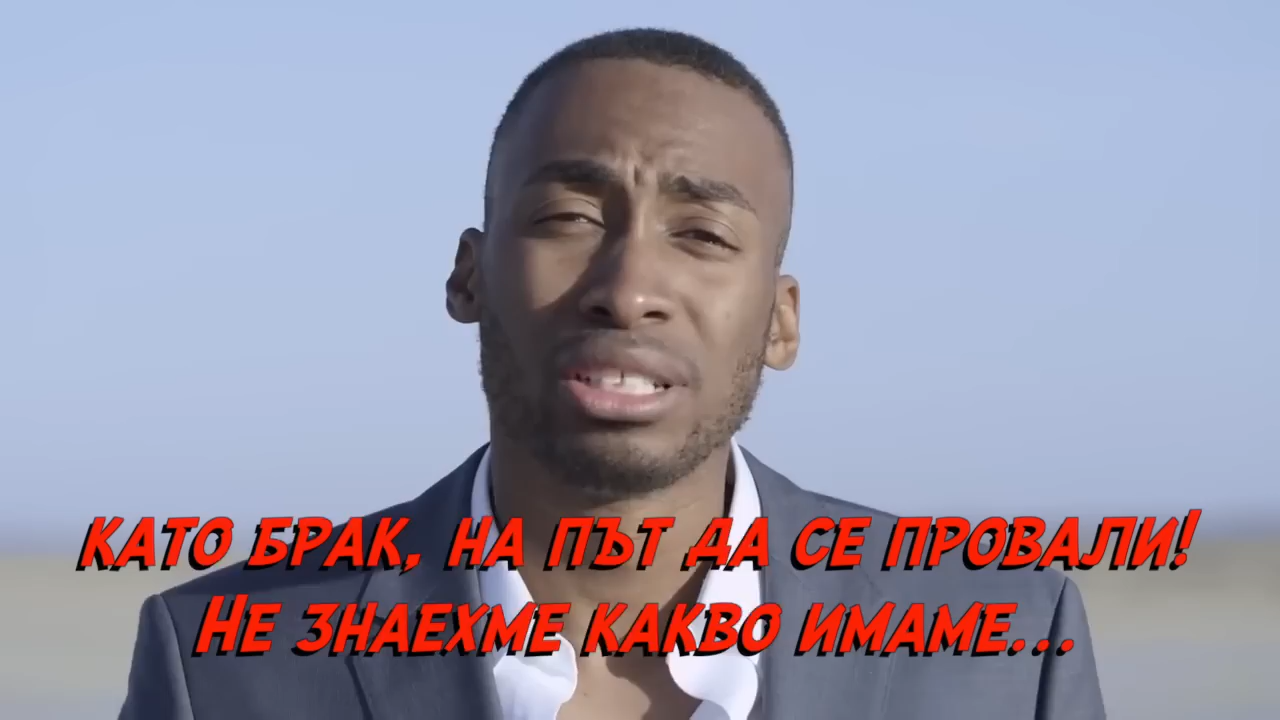 КАТО БРАК, НА ПЪТ ДА СЕ ПРОВАЛИ!
НЕ ЗНАЕХМЕ КАКВО ИМАМЕ...